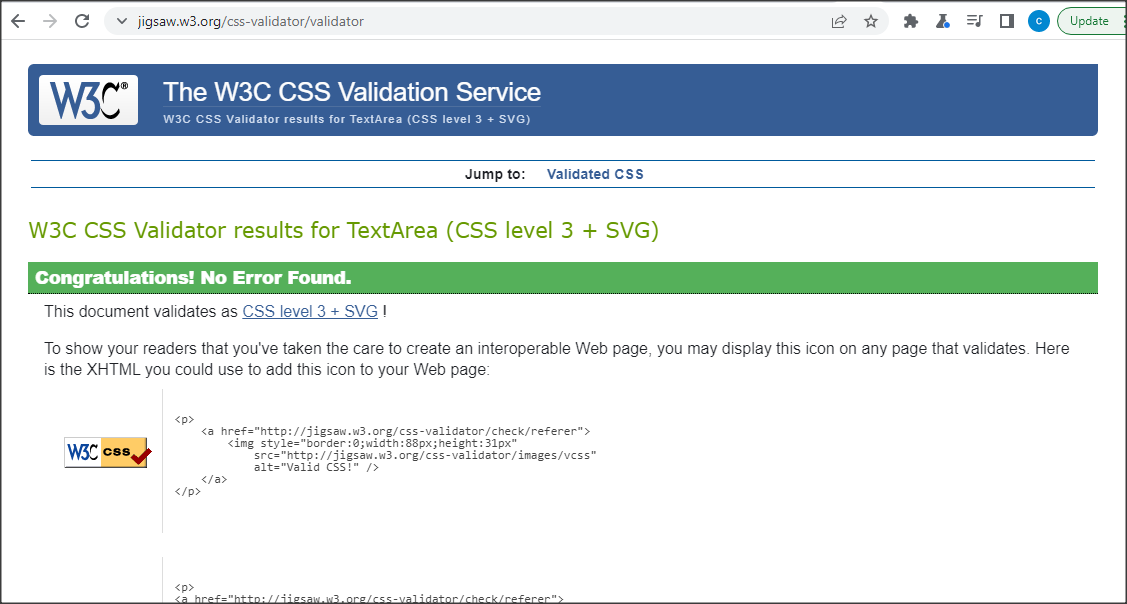 jigsaw.w3.org/css-validator/validator
C
Update
W3C®
The W3C CSS Validation Service
W3C CSS Validator results for TextArea (CSS level 3 + SVG)
Jump to: Validated CSS
W3C CSS Validator results for TextArea (CSS level 3 + SVG)
Congratulations! No Error Found.
This document validates as CSS level 3 + SVG !
To show your readers that you've taken the care to create an interoperable Web page, you may display this icon on any page that validates. Here
is the XHTML you could use to add this icon to your Web page:
<p>
<a href="http://jigsaw.w3.org/css-validator/check/referer">
<img style="border:0;width:88px;height:31px"
src="http://jigsaw.w3.org/css-validator/images/vcss"
alt="Valid CSS!" />
</a>
</p>
W3C css
<p>
<a href="http://jigsaw.w3.org/css-validator/check/referer">